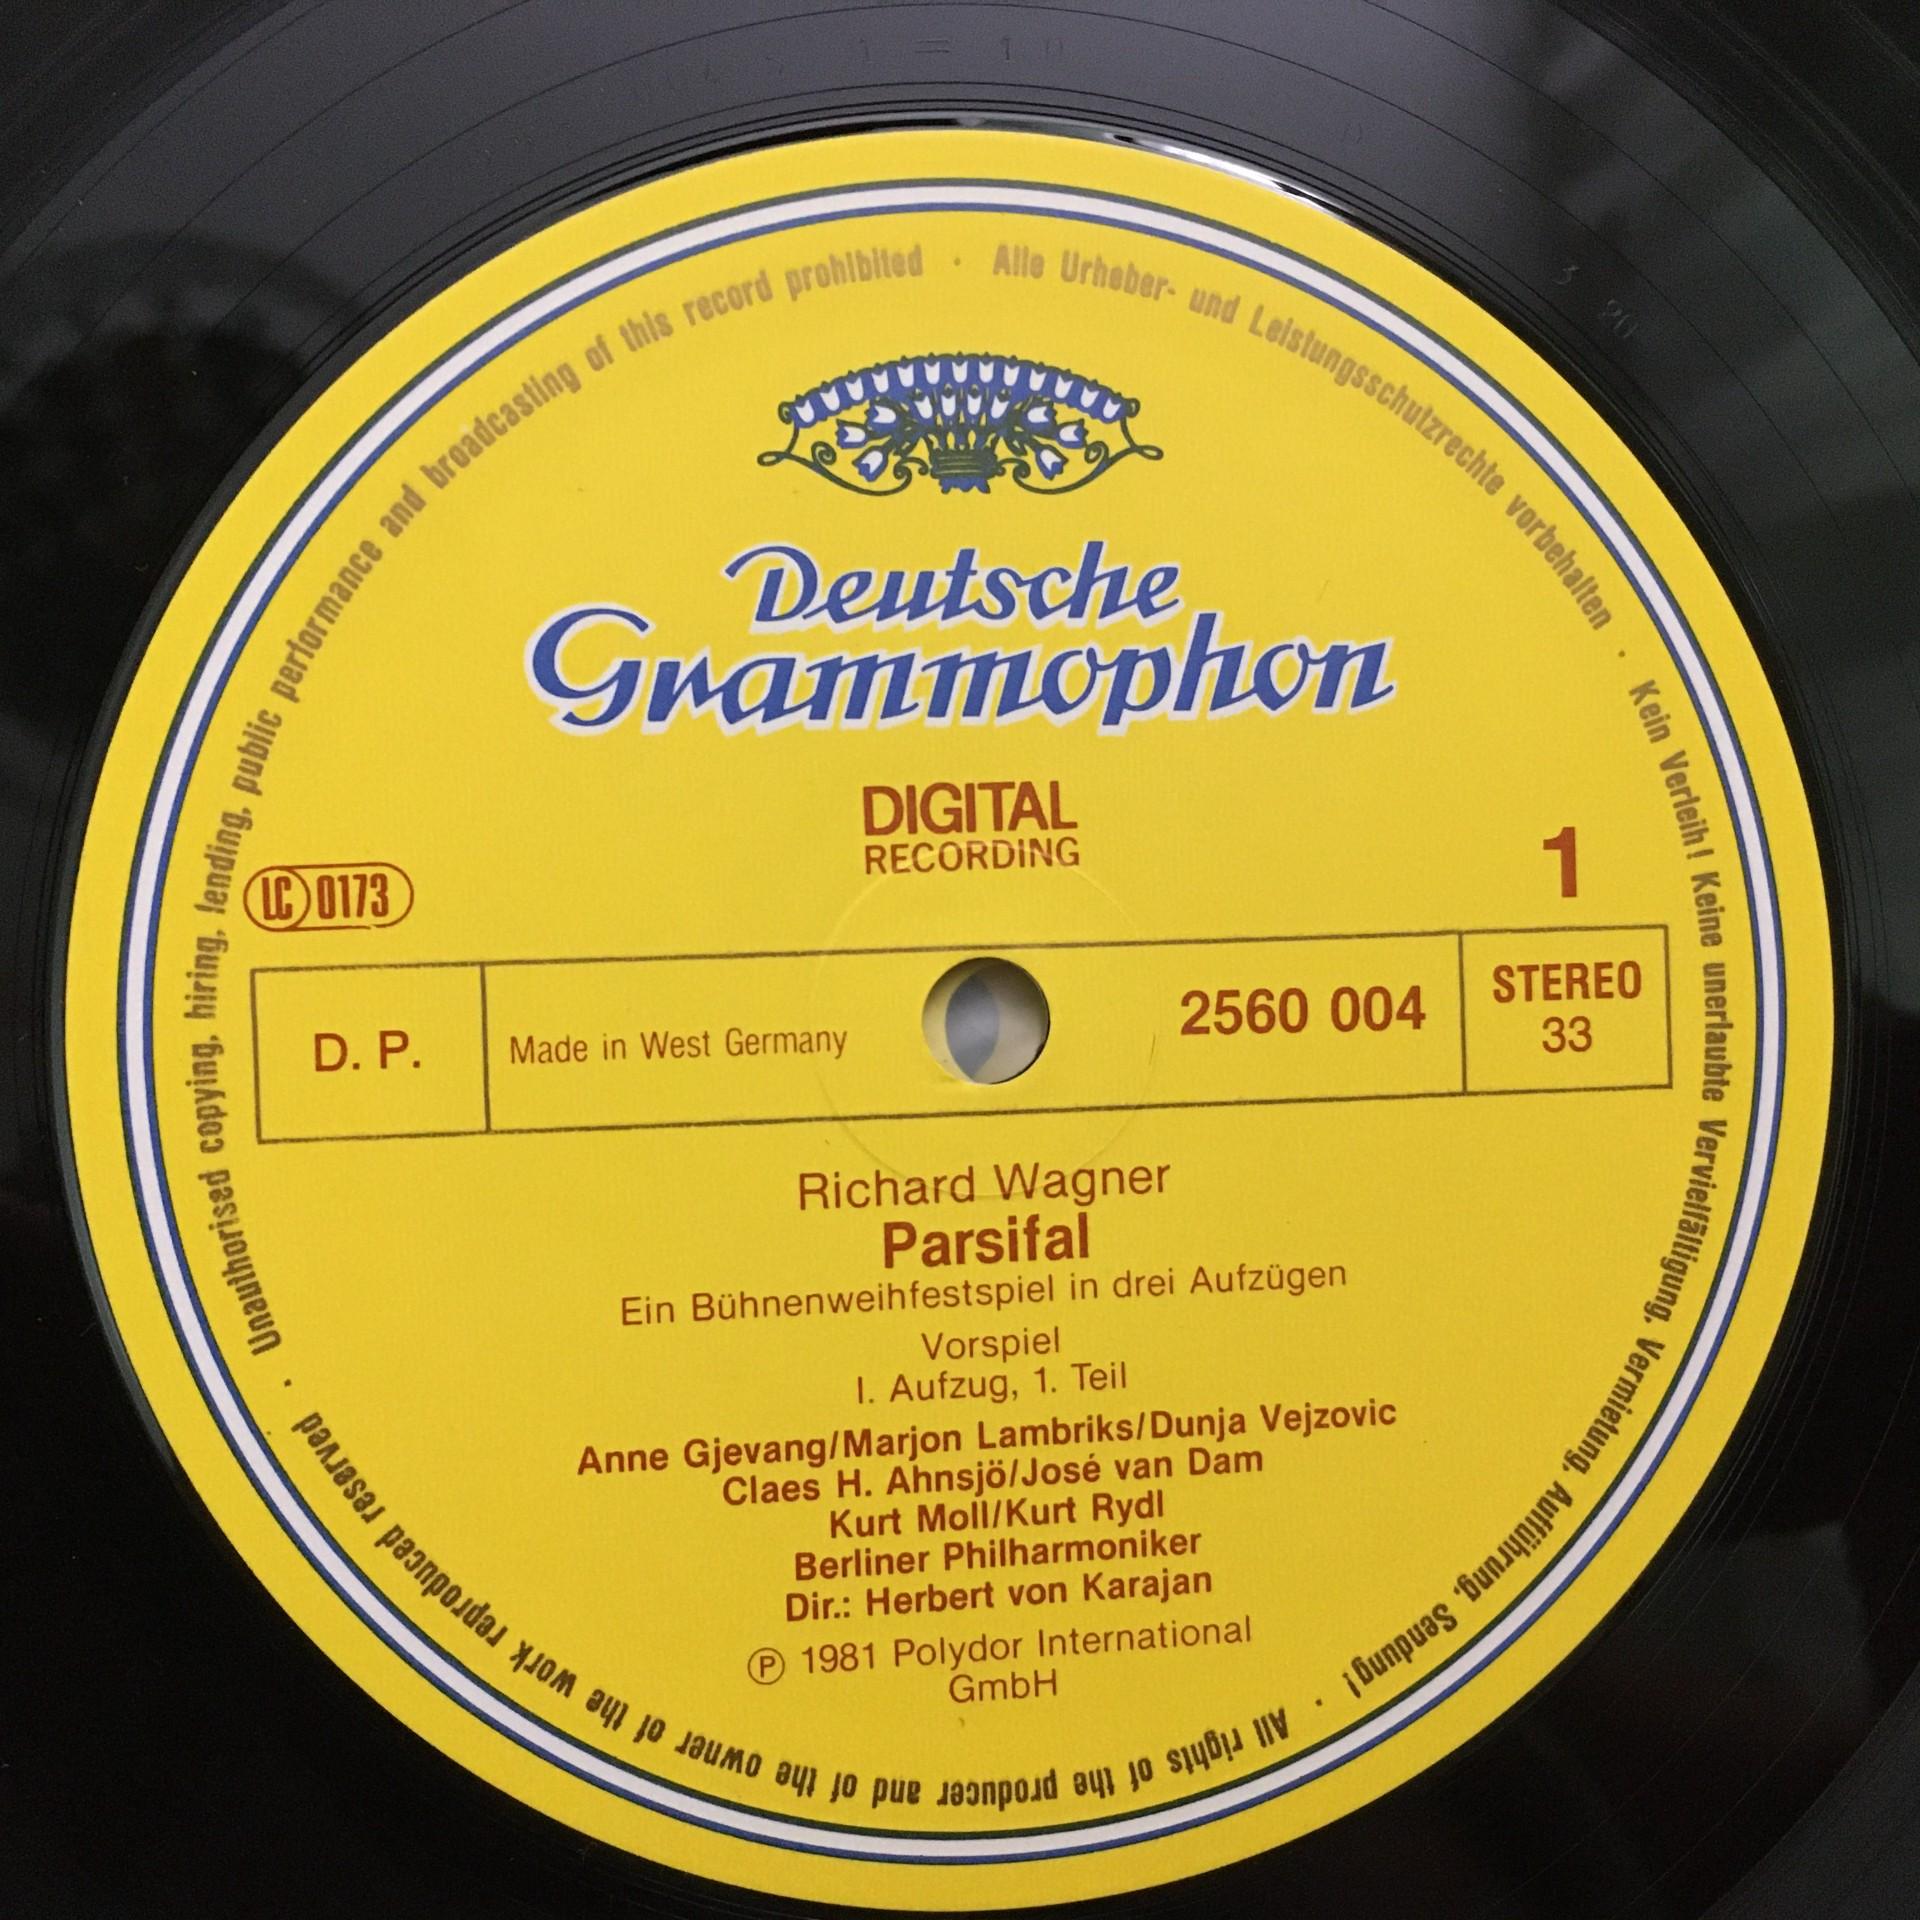 Deutsche
Grammophon
DIGITAL
RECORDING
1
LC 0173
D. P.
Made in West Germany
2560 004
STEREO
33
Richard Wagner
Parsifal
Ein Bühnenweihfestspiel in drei Aufzügen
Vorspiel
I. Aufzug, 1. Teil
Anne Gjevang/Marjon Lambriks/Dunja Vejzovic
Claes H. Ahnsjö/José van Dam
Kurt Moll/Kurt Rydl
Berliner Philharmoniker
Dir.: Herbert von Karajan
Ⓟ 1981 Polydor International
GmbH
Alle Urheber- und Leistungsschutzrechte vorbehalten · Kein Verleih! Keine unerlaubte Vervielfältigung, Vermietung, Aufführung, Sendung! · All rights of the producer and of the owner of the work reproduced reserved · Unauthorised copying, hiring, lending, public performance and broadcasting of this record prohibited ·